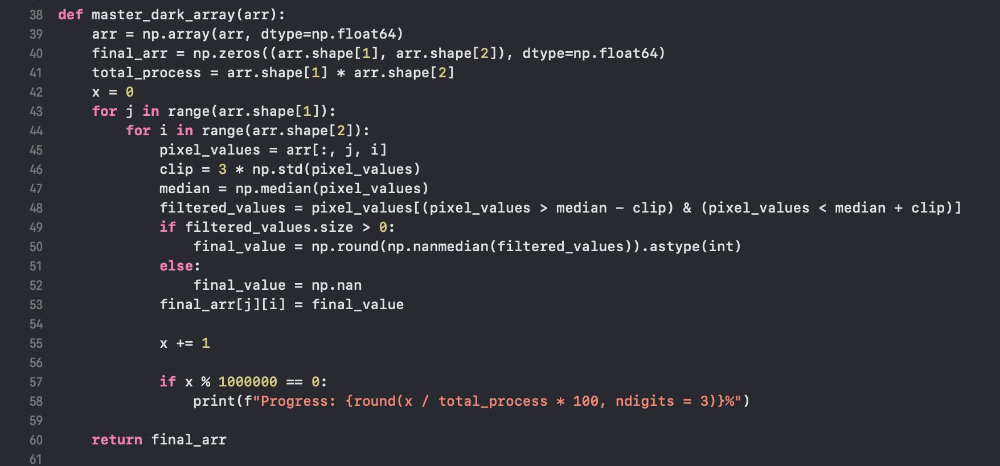 38 def master_dark_array(arr):
39     arr = np.array(arr, dtype=np.float64)
40     final_arr = np.zeros((arr.shape[1], arr.shape[2]), dtype=np.float64)
41     total_process = arr.shape[1] * arr.shape[2]
42     x = 0
43     for j in range(arr.shape[1]):
44         for i in range(arr.shape[2]):
45             pixel_values = arr[:, j, i]
46             clip = 3 * np.std(pixel_values)
47             median = np.median(pixel_values)
48             filtered_values = pixel_values[(pixel_values > median - clip) & (pixel_values < median + clip)]
49             if filtered_values.size > 0:
50                 final_value = np.round(np.nanmedian(filtered_values)).astype(int)
51             else:
52                 final_value = np.nan
53             final_arr[j][i] = final_value
54
55             x += 1
56
57             if x % 1000000 == 0:
58                 print(f"Progress: {round(x / total_process * 100, ndigits = 3)}%")
59
60     return final_arr
61